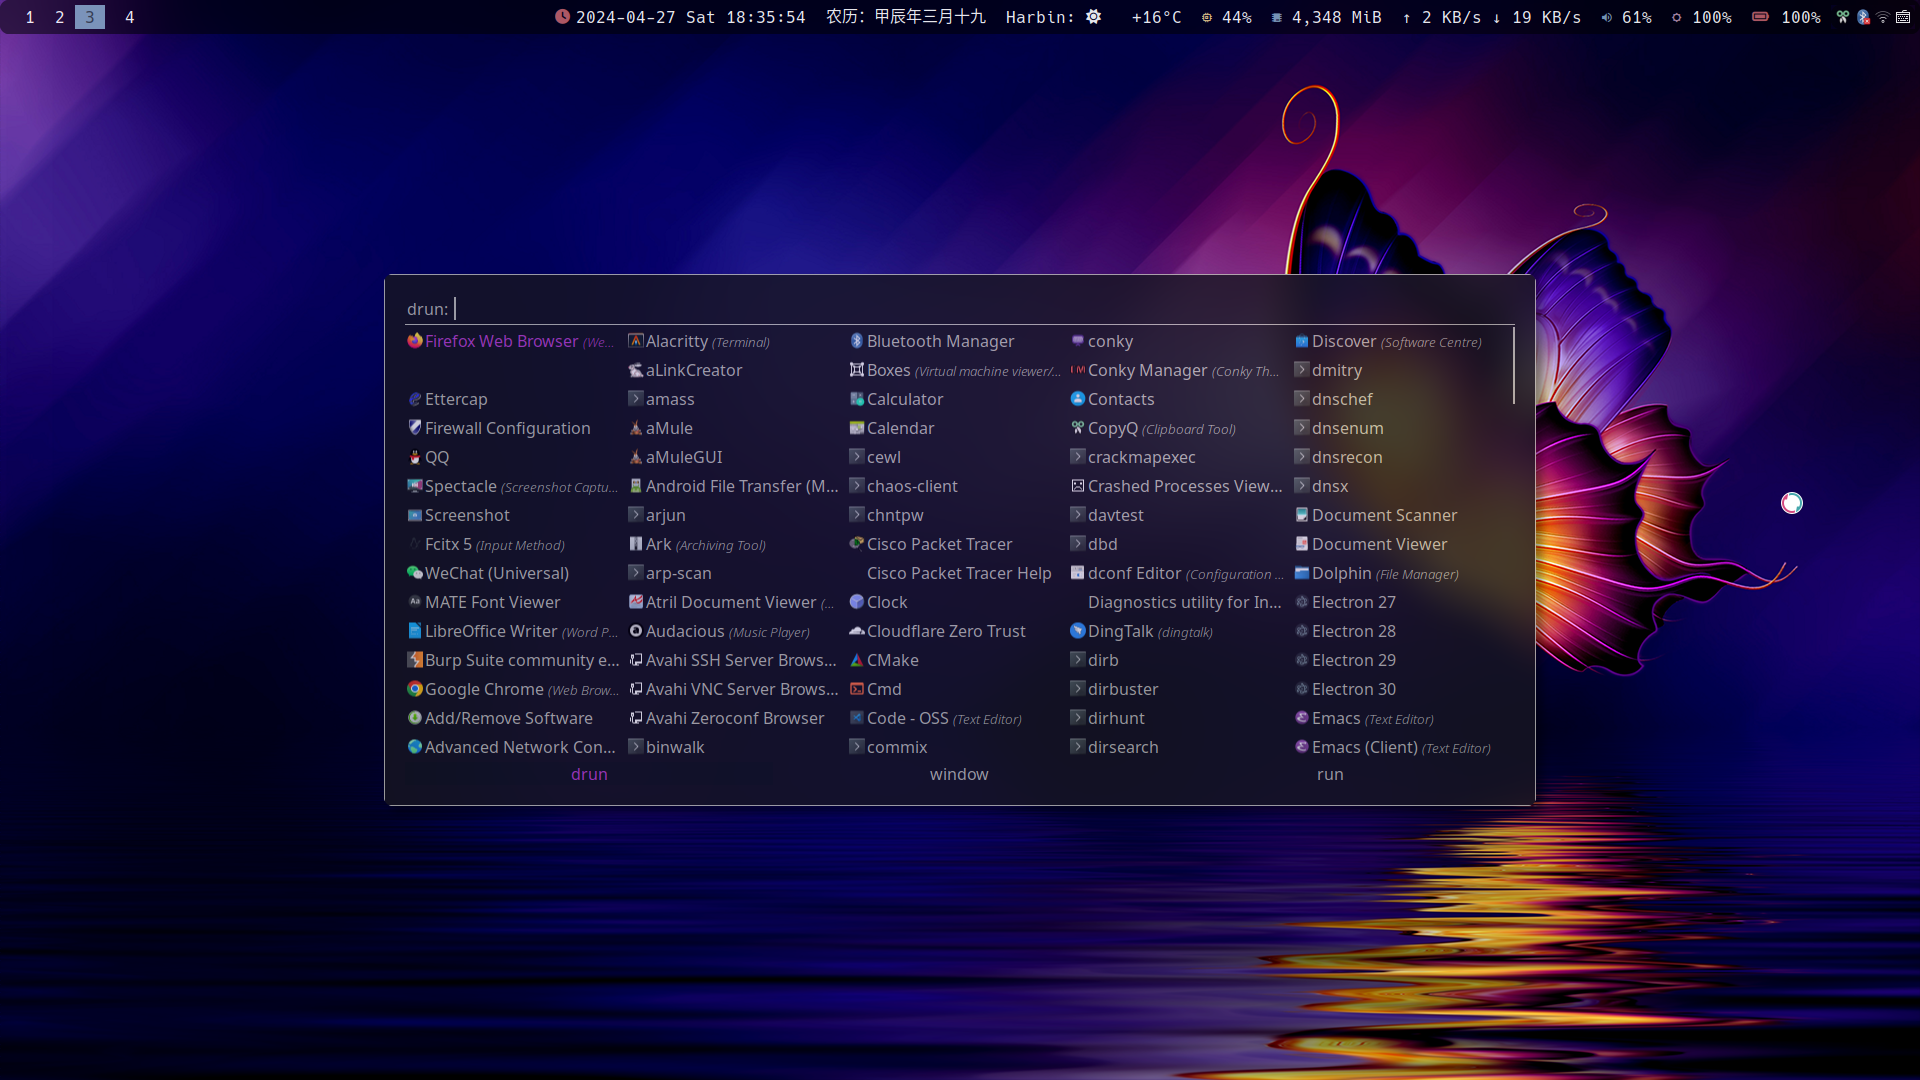 1 2 3 4 2024-04-27 Sat 18:35:54 农历: 甲辰年三月十九 Harbin: +16°C 44% 4,348 MiB ↑ 2 KB/s ↓ 19 KB/s 61% 100% 100%
drun:
Firefox Web Browser (We...
Ettercap
Firewall Configuration
QQ
Spectacle (Screenshot Captu...
Screenshot
Fcitx 5 (Input Method)
WeChat (Universal)
MATE Font Viewer
LibreOffice Writer (Word P...
Burp Suite community e...
Google Chrome (Web Brow...
Add/Remove Software
Advanced Network Con...
Alacritty (Terminal)
aLinkCreator
amass
aMule
aMuleGUI
Android File Transfer (M...
arjun
Ark (Archiving Tool)
arp-scan
Atril Document Viewer (...
Audacious (Music Player)
Avahi SSH Server Brows...
Avahi VNC Server Brows...
Avahi Zeroconf Browser
binwalk
Bluetooth Manager
Boxes (Virtual machine viewer/...
Calculator
Calendar
cewl
chaos-client
chntpw
Cisco Packet Tracer
Cisco Packet Tracer Help
Clock
Cloudflare Zero Trust
CMake
Cmd
Code - OSS (Text Editor)
commix
conky
Conky Manager (Conky Th...
Contacts
CopyQ (Clipboard Tool)
crackmapexec
Crashed Processes View...
davtest
dbd
dconf Editor (Configuration ...
Diagnostics utility for In...
DingTalk (dingtalk)
dirb
dirbuster
dirhunt
dirsearch
Discover (Software Centre)
dmitry
dnschef
dnsenum
dnsrecon
dnsx
Document Scanner
Document Viewer
Dolphin (File Manager)
Electron 27
Electron 28
Electron 29
Electron 30
Emacs (Text Editor)
Emacs (Client) (Text Editor)
drun window run